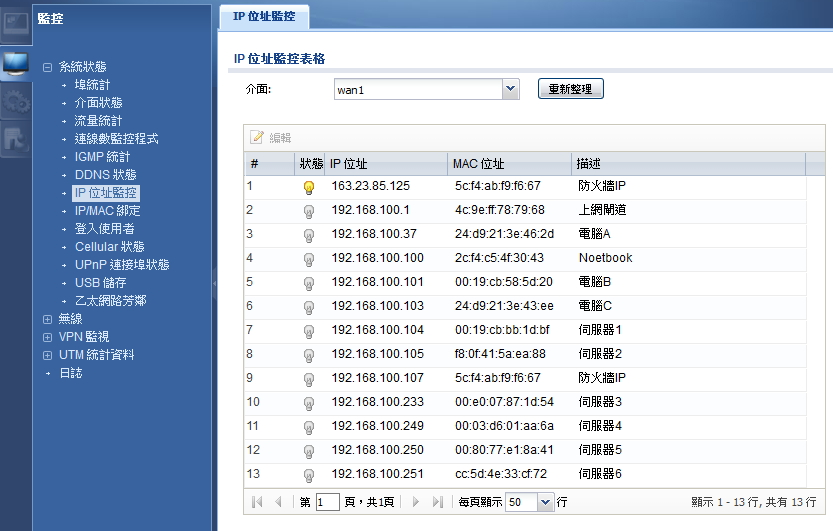 監控
IP 位址監控
系統狀態
埠統計
介面狀態
流量統計
連線數監控程式
IGMP 統計
DDNS 狀態
IP 位址監控
IP/MAC 綁定
登入使用者
Cellular 狀態
UPnP 連接埠狀態
USB 儲存
乙太網路芳鄰
無線
VPN 監視
UTM 統計資料
日誌
IP 位址監控表格
介面: wan1 重新整理
編輯
# 狀態 IP 位址 MAC 位址 描述
1 163.23.85.125 5c:f4:ab:f9:f6:67 防火牆IP
2 192.168.100.1 4c:9e:ff:78:79:68 上網閘道
3 192.168.100.37 24:d9:21:3e:46:2d 電腦A
4 192.168.100.100 2c:f4:c5:4f:30:43 Noetbook
5 192.168.100.101 00:19:cb:58:5d:20 電腦B
6 192.168.100.103 24:d9:21:3e:43:ee 電腦C
7 192.168.100.104 00:19:cb:bb:1d:bf 伺服器1
8 192.168.100.105 f8:0f:41:5a:ea:88 伺服器2
9 192.168.100.107 5c:f4:ab:f9:f6:67 防火牆IP
10 192.168.100.233 00:e0:07:87:1d:54 伺服器3
11 192.168.100.249 00:03:d6:01:aa:6a 伺服器4
12 192.168.100.250 00:80:77:e1:8a:41 伺服器5
13 192.168.100.251 cc:5d:4e:33:cf:72 伺服器6
第 1 頁，共1頁 每頁顯示 50 行 顯示 1 - 13 行, 共有 13 行